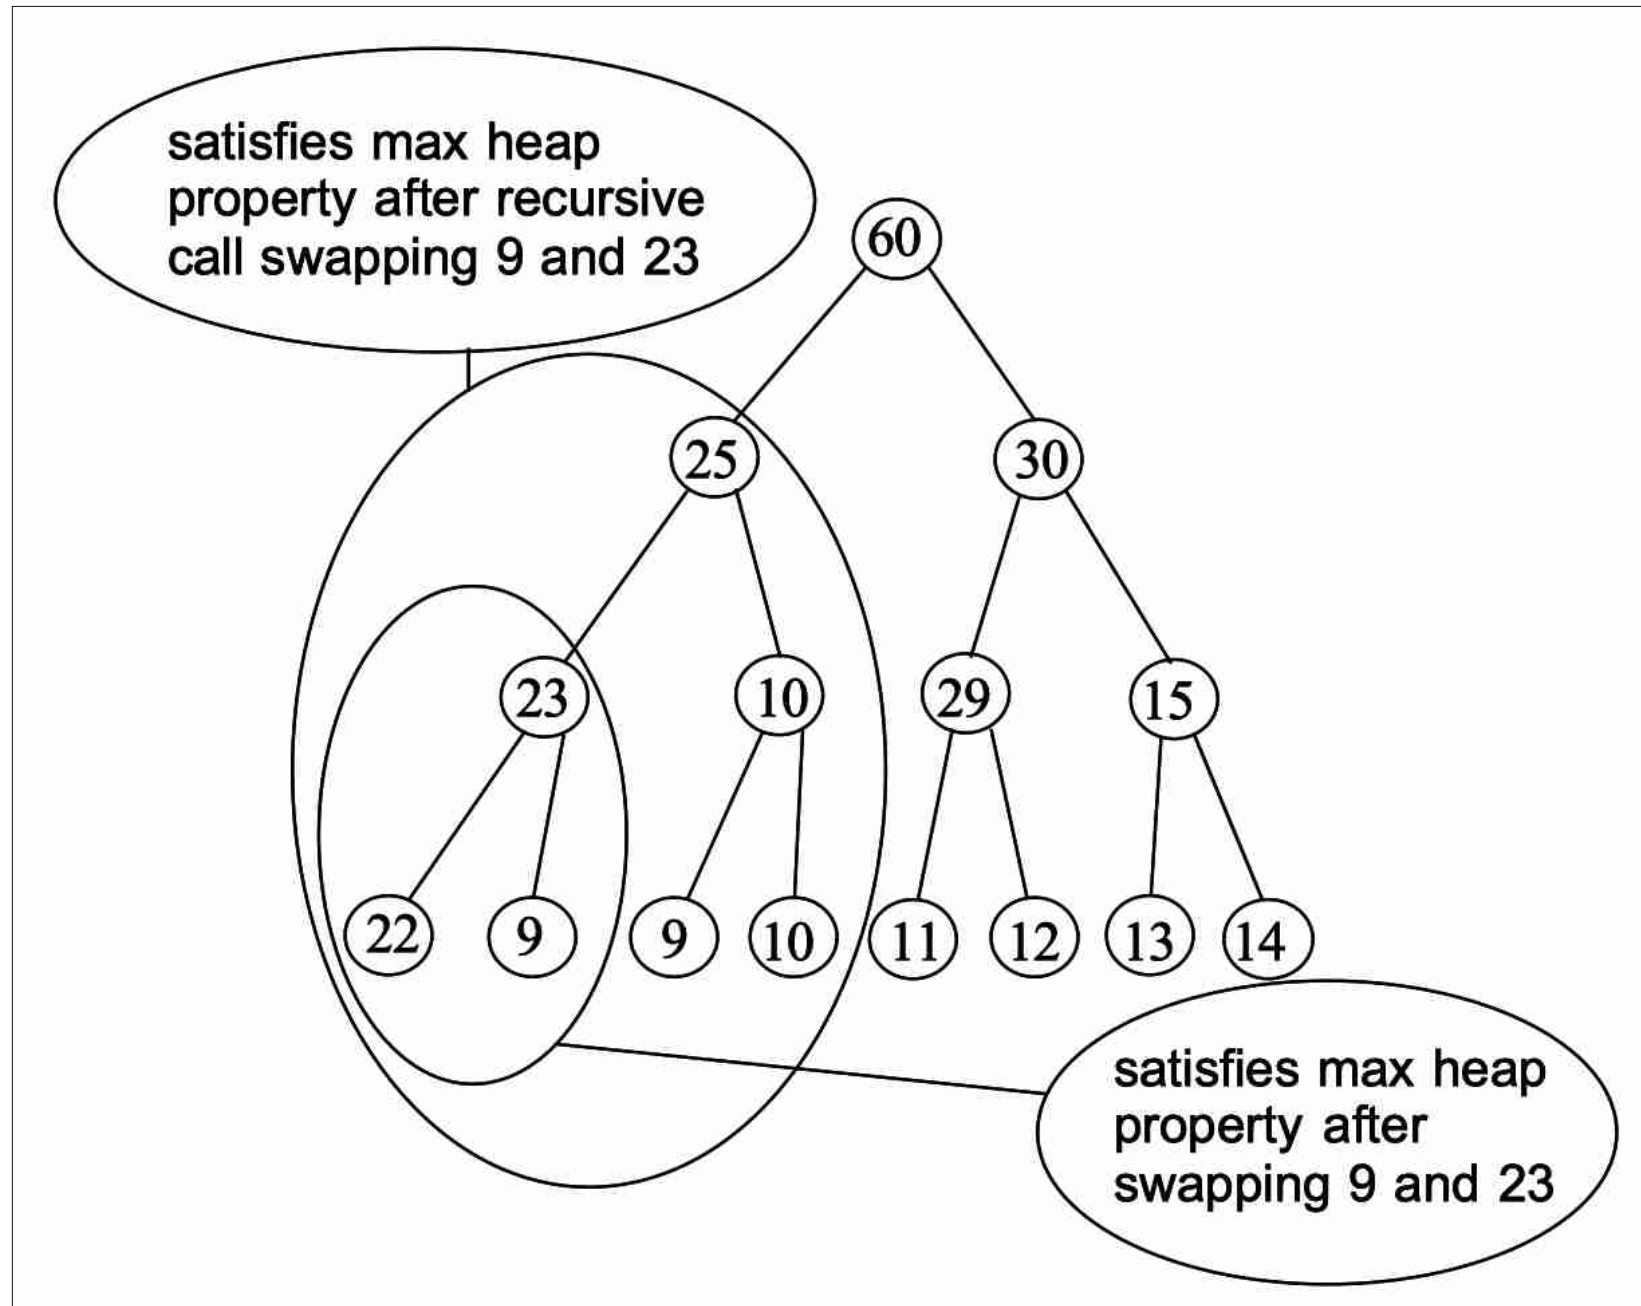 satisfies max heap
property after recursive
call swapping 9 and 23
60
25 30
23 10 29 15
22 9 9 10 11 12 13 14
satisfies max heap
property after
swapping 9 and 23